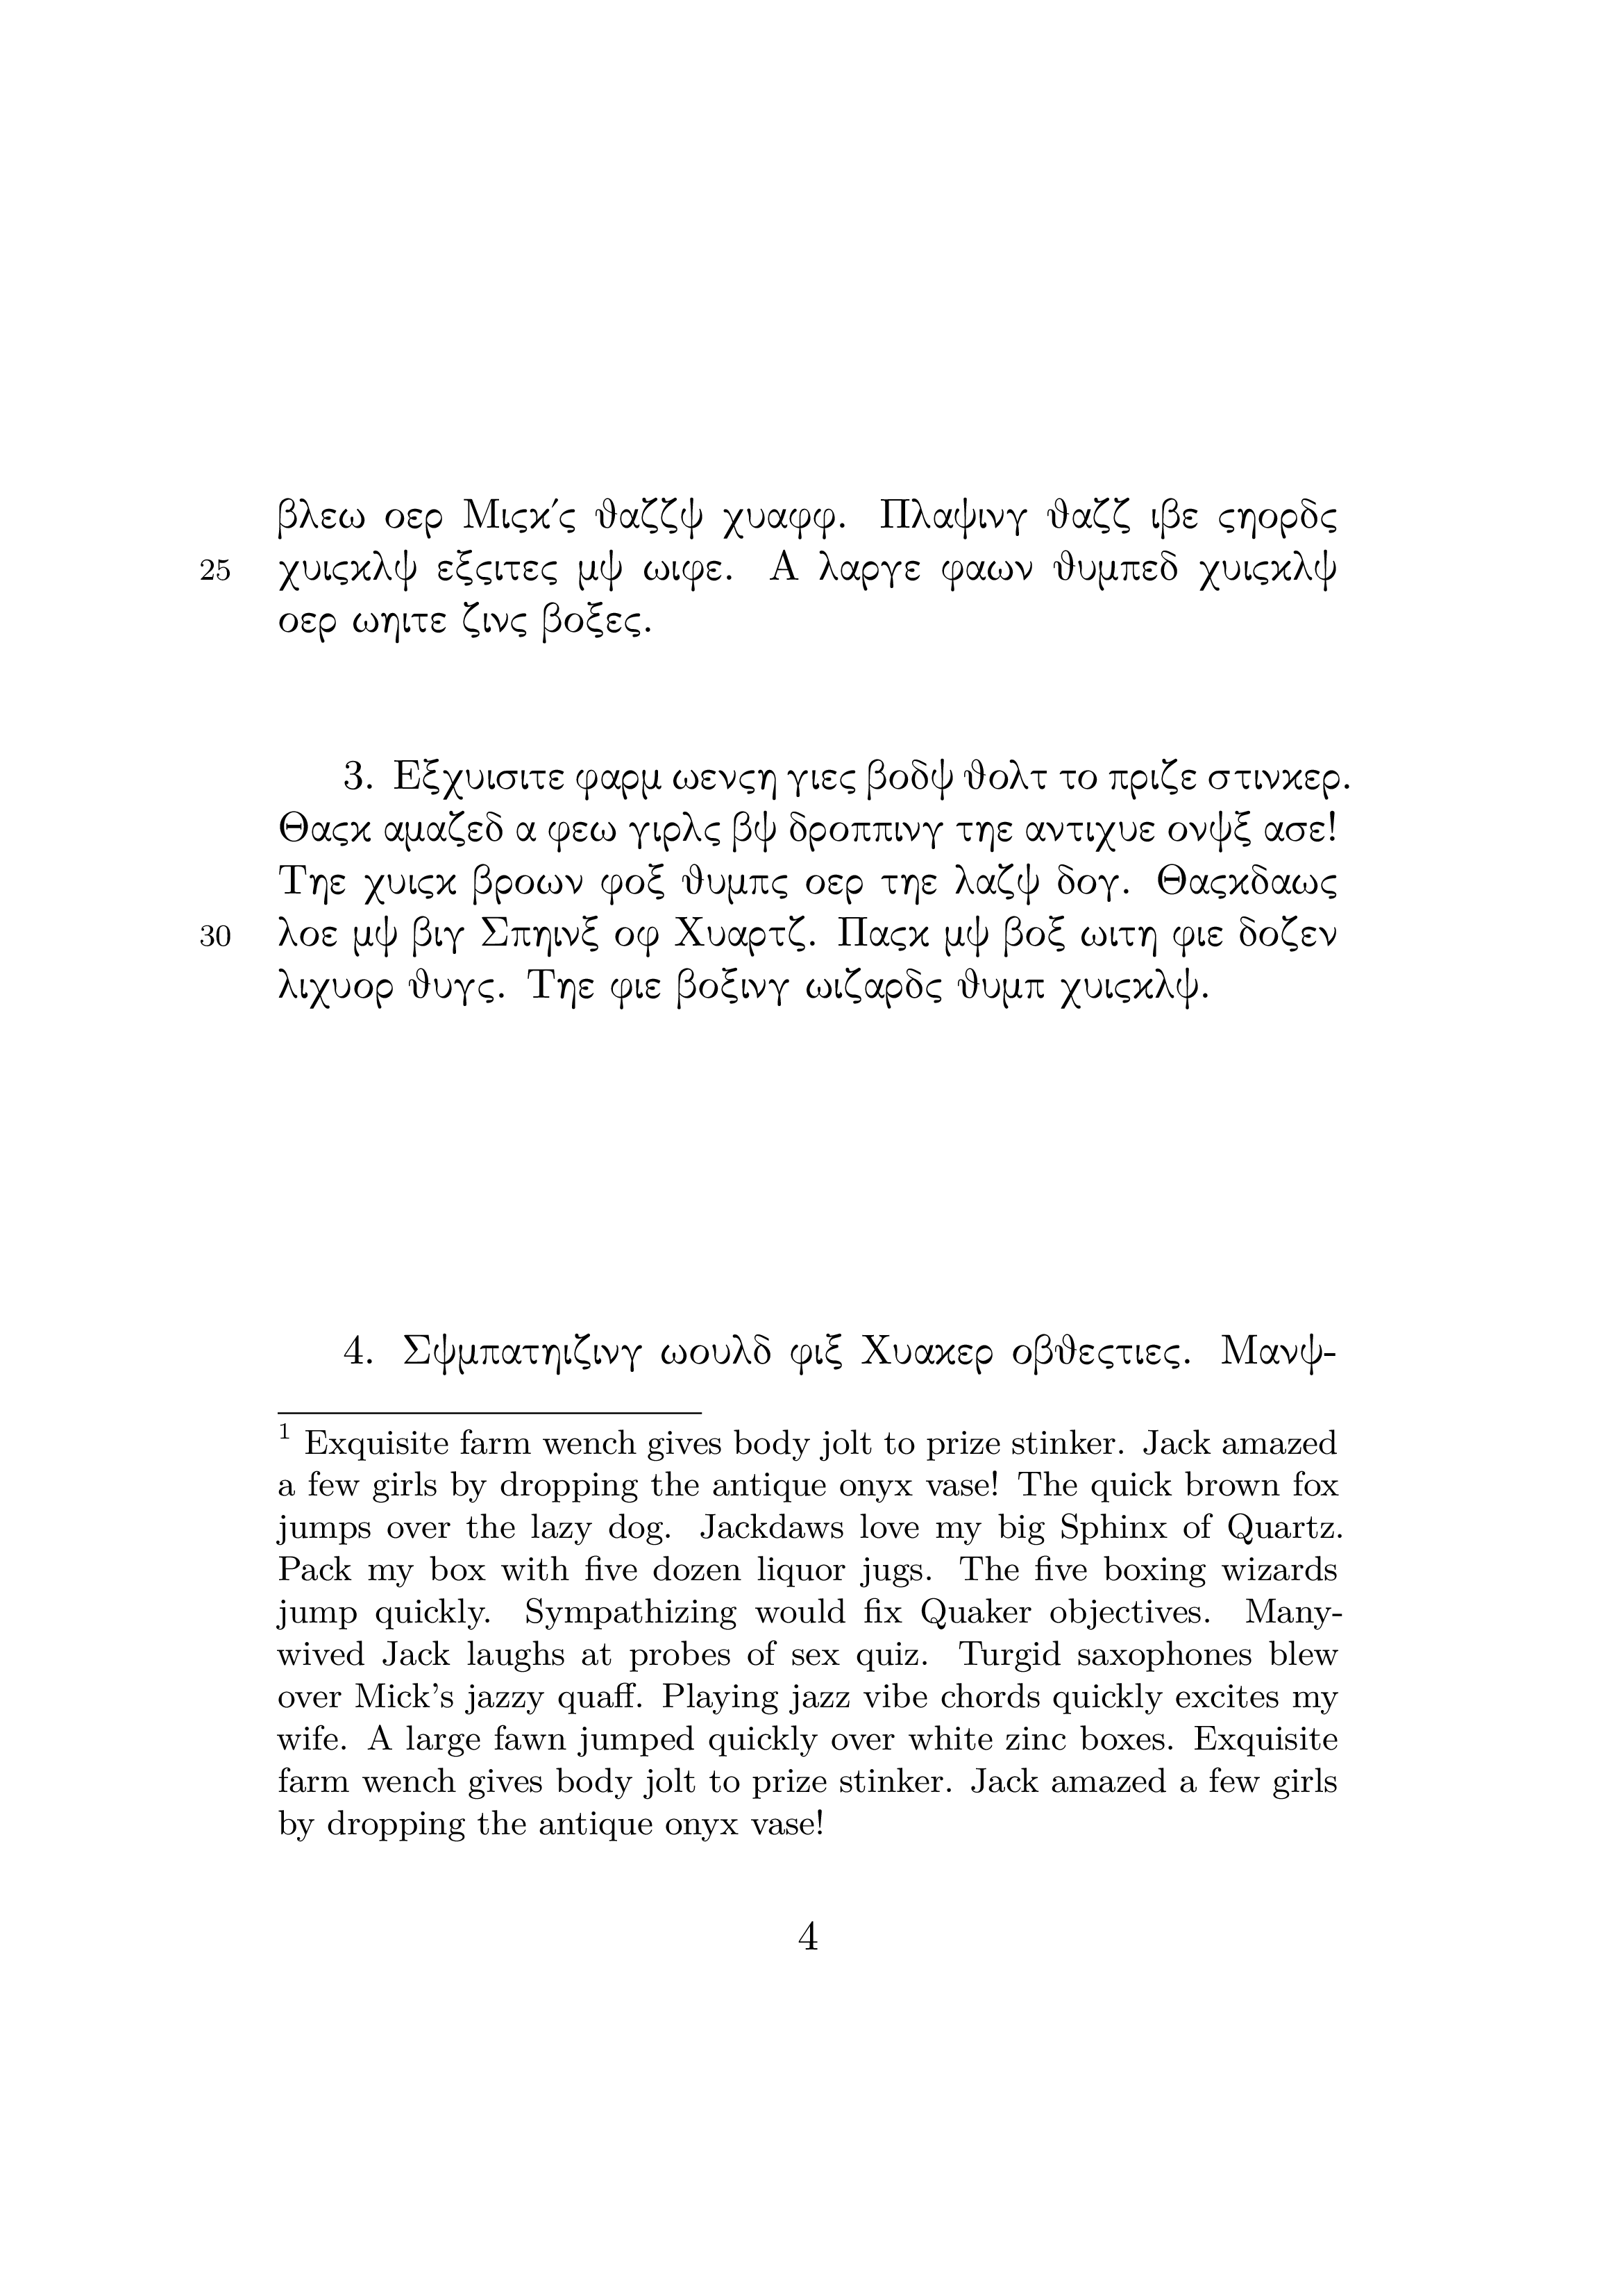 βλεω οερ Μιςκ’ς θαζζψ χυαφφ. Πλαψινγ θαζζ ιβε ςηορδς
25 χυιςκλψ εξςιτες μψ ωιφε. Α λαργε φαων θυμπεδ χυιςκλψ
οερ ωηιτε ζινς βοξες.
3. Εξχυισιτε φαρμ ωενςη γιες βοδψ θολτ το πριζε στινκερ.
Θαςκ αμαζεδ α φεω γιρλς βψ δροππινγ τηε αντιχυε ονψξ ασε!
Τηε χυιςκ βροων φοξ θυμπς οερ τηε λαζψ δογ. Θαςκδαως
30 λοε μψ βιγ Σπηινξ οφ Χυαρτζ. Παςκ μψ βοξ ωιτη φιε δοζεν
λιχυορ θυγς. Τηε φιε βοξινγ ωιζαρδς θυμπ χυιςκλψ.
4. Σψμπατηιζινγ ωουλδ φιξ Χυακερ οβθεςτιες. Μανψ-
1 Exquisite farm wench gives body jolt to prize stinker. Jack amazed
a few girls by dropping the antique onyx vase! The quick brown fox
jumps over the lazy dog. Jackdaws love my big Sphinx of Quartz.
Pack my box with five dozen liquor jugs. The five boxing wizards
jump quickly. Sympathizing would fix Quaker objectives. Many-
wived Jack laughs at probes of sex quiz. Turgid saxophones blew
over Mick’s jazzy quaff. Playing jazz vibe chords quickly excites my
wife. A large fawn jumped quickly over white zinc boxes. Exquisite
farm wench gives body jolt to prize stinker. Jack amazed a few girls
by dropping the antique onyx vase!
4